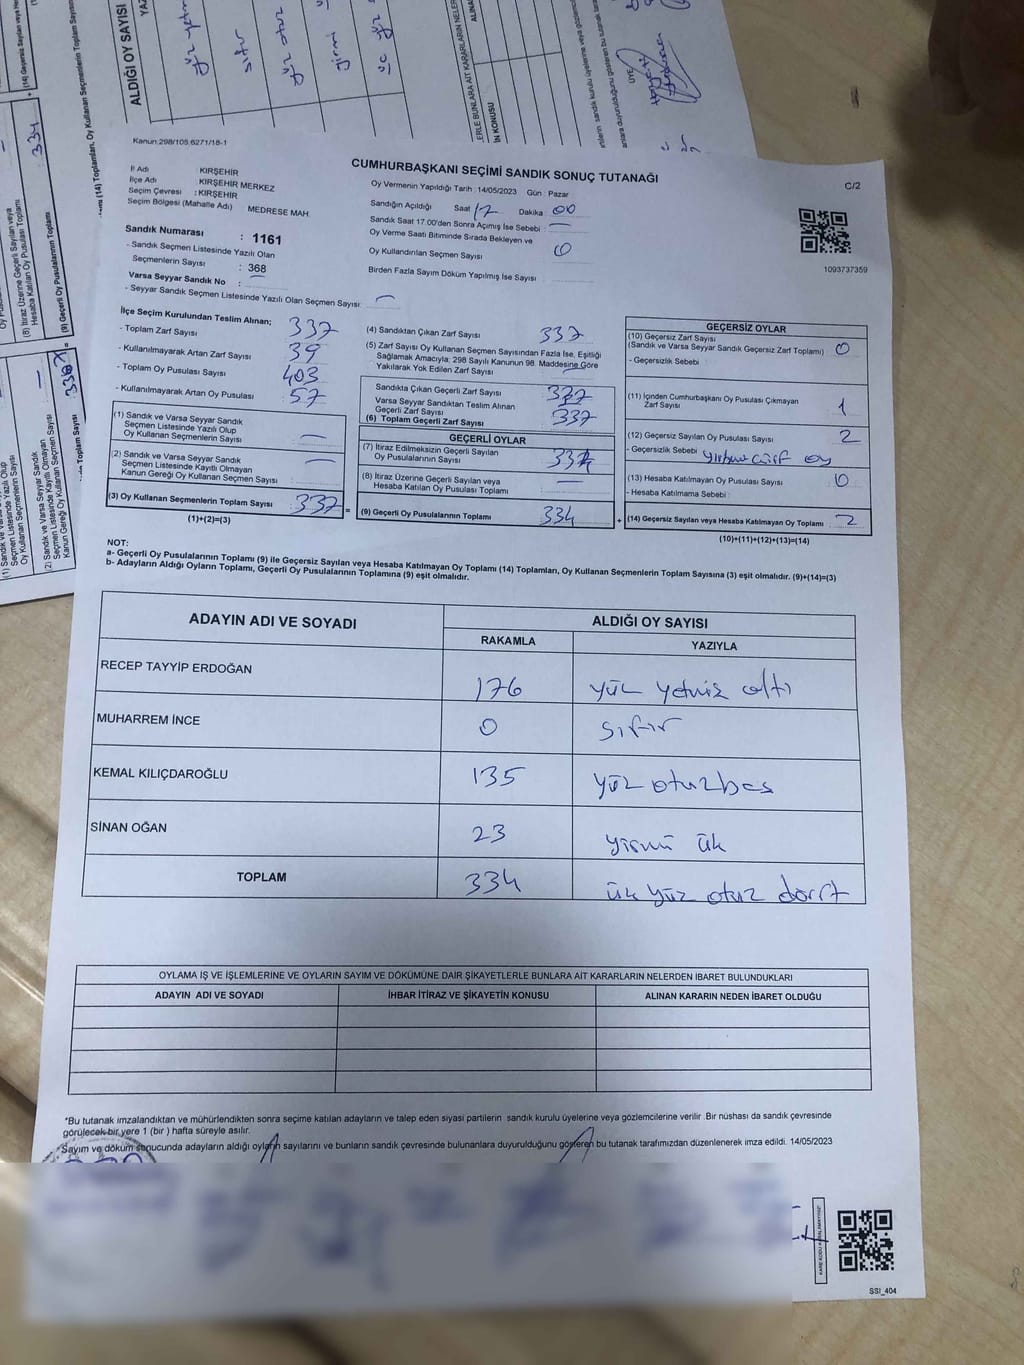 ALDIĞI OY SAYISI
Kanun:298/105,6271/18-1
CUMHURBAŞKANI SEÇİMİ SANDIK SONUÇ TUTANAĞI
C/2
İl Adı KIRŞEHİR
İlçe Adı : KIRŞEHİR MERKEZ
Seçim Çevresi : KIRŞEHİR
Seçim Bölgesi (Mahalle Adı) MEDRESE MAH.
Oy Vermenin Yapıldığı Tarih : 14/05/2023 Gün : Pazar
Sandığın Açıldığı Saat 17 Dakika 00
Sandık Saat 17.00'den Sonra Açımış İse Sebebi : —
Oy Verme Saati Bitiminde Sırada Bekleyen ve
Oy Kullandırılan Seçmen Sayısı 0
Birden Fazla Sayım Döküm Yapılmış İse Sayısı
1093737359
Sandık Numarası : 1161
- Sandık Seçmen Listesinde Yazılı Olan
Seçmenlerin Sayısı : 368
Varsa Seyyar Sandık No : —
- Seyyar Sandık Seçmen Listesinde Yazılı Olan Seçmen Sayısı: —
İlçe Seçim Kurulundan Teslim Alınan;
- Toplam Zarf Sayısı 337
- Kullanılmayarak Artan Zarf Sayısı 39
- Toplam Oy Pusulası Sayısı 403
- Kullanılmayarak Artan Oy Pusulası 57
(1) Sandık ve Varsa Seyyar Sandık
Seçmen Listesinde Yazılı Olup
Oy Kullanan Seçmenlerin Sayısı —
(2) Sandık ve Varsa Seyyar Sandık
Seçmen Listesinde Kayıtlı Olmayan
Kanun Gereği Oy Kullanan Seçmen Sayısı —
(3) Oy Kullanan Seçmenlerin Toplam Sayısı 337 =
(1)+(2)=(3)
(4) Sandıktan Çıkan Zarf Sayısı 337
(5) Zarf Sayısı Oy Kullanan Seçmen Sayısından Fazla İse, Eşitliği
Sağlamak Amacıyla; 298 Sayılı Kanunun 98. Maddesine Göre
Yakılarak Yok Edilen Zarf Sayısı —
Sandıkta Çıkan Geçerli Zarf Sayısı 337
Varsa Seyyar Sandıktan Teslim Alınan
Geçerli Zarf Sayısı
(6) Toplam Geçerli Zarf Sayısı 337
GEÇERLİ OYLAR
(7) İtiraz Edilmeksizin Geçerli Sayılan
Oy Pusulalarının Sayısı 334
(8) İtiraz Üzerine Geçerli Sayılan veya
Hesaba Katılan Oy Pusulası Toplamı —
(9) Geçerli Oy Pusulalarının Toplamı 334 +
GEÇERSİZ OYLAR
(10) Geçersiz Zarf Sayısı
(Sandık ve Varsa Seyyar Sandık Geçersiz Zarf Toplamı) 0
- Geçersizlik Sebebi :
(11) İçinden Cumhurbaşkanı Oy Pusulası Çıkmayan
Zarf Sayısı 1
(12) Geçersiz Sayılan Oy Pusulası Sayısı 2
- Geçersizlik Sebebi oy
(13) Hesaba Katılmayan Oy Pusulası Sayısı 0
- Hesaba Katılmama Sebebi :
(14) Geçersiz Sayılan veya Hesaba Katılmayan Oy Toplamı 2
(10)+(11)+(12)+(13)=(14)
NOT:
a- Geçerli Oy Pusulasının Toplamı (9) ile Geçersiz Sayılan veya Hesaba Katılmayan Oy Toplamı (14) Toplamları, Oy Kullanan Seçmenlerin Toplam Sayısına (3) eşit olmalıdır. (9)+(14)=(3)
b- Adayların Aldığı Oyların Toplamı, Geçerli Oy Pusulalarının Toplamına (9) eşit olmalıdır.
ADAYIN ADI VE SOYADI ALDIĞI OY SAYISI
RAKAMLA YAZIYLA
RECEP TAYYİP ERDOĞAN 176 yüz yetmiş altı
MUHARREM İNCE 0 sıfır
KEMAL KILIÇDAROĞLU 135 yüz otuzbeş
SİNAN OĞAN 23 yirmi üç
TOPLAM 334 üç yüz otuz dört
OYLAMA İŞ VE İŞLEMLERİNE VE OYLARIN SAYIM VE DÖKÜMÜNE DAİR ŞİKAYETLERLE BUNLARA AİT KARARLARIN NELERDEN İBARET BULUNDUKLARI
ADAYIN ADI VE SOYADI İHBAR İTİRAZ VE ŞİKAYETİN KONUSU ALINAN KARARIN NEDEN İBARET OLDUĞU
*Bu tutanak imzalandıktan ve mühürlendikten sonra seçime katılan adayların ve talep eden siyasi partilerin sandık kurulu üyelerine veya gözlemcilerine verilir .Bir nüshası da sandık çevresinde
görülecek bir yere 1 (bir ) hafta süreyle asılır.
*Sayım ve döküm sonucunda adayların aldığı oyların sayılarını ve bunların sandık çevresinde bulunanlara duyurulduğunu gösteren bu tutanak tarafımızdan düzenlenerek imza edildi. 14/05/2023
SSI_404